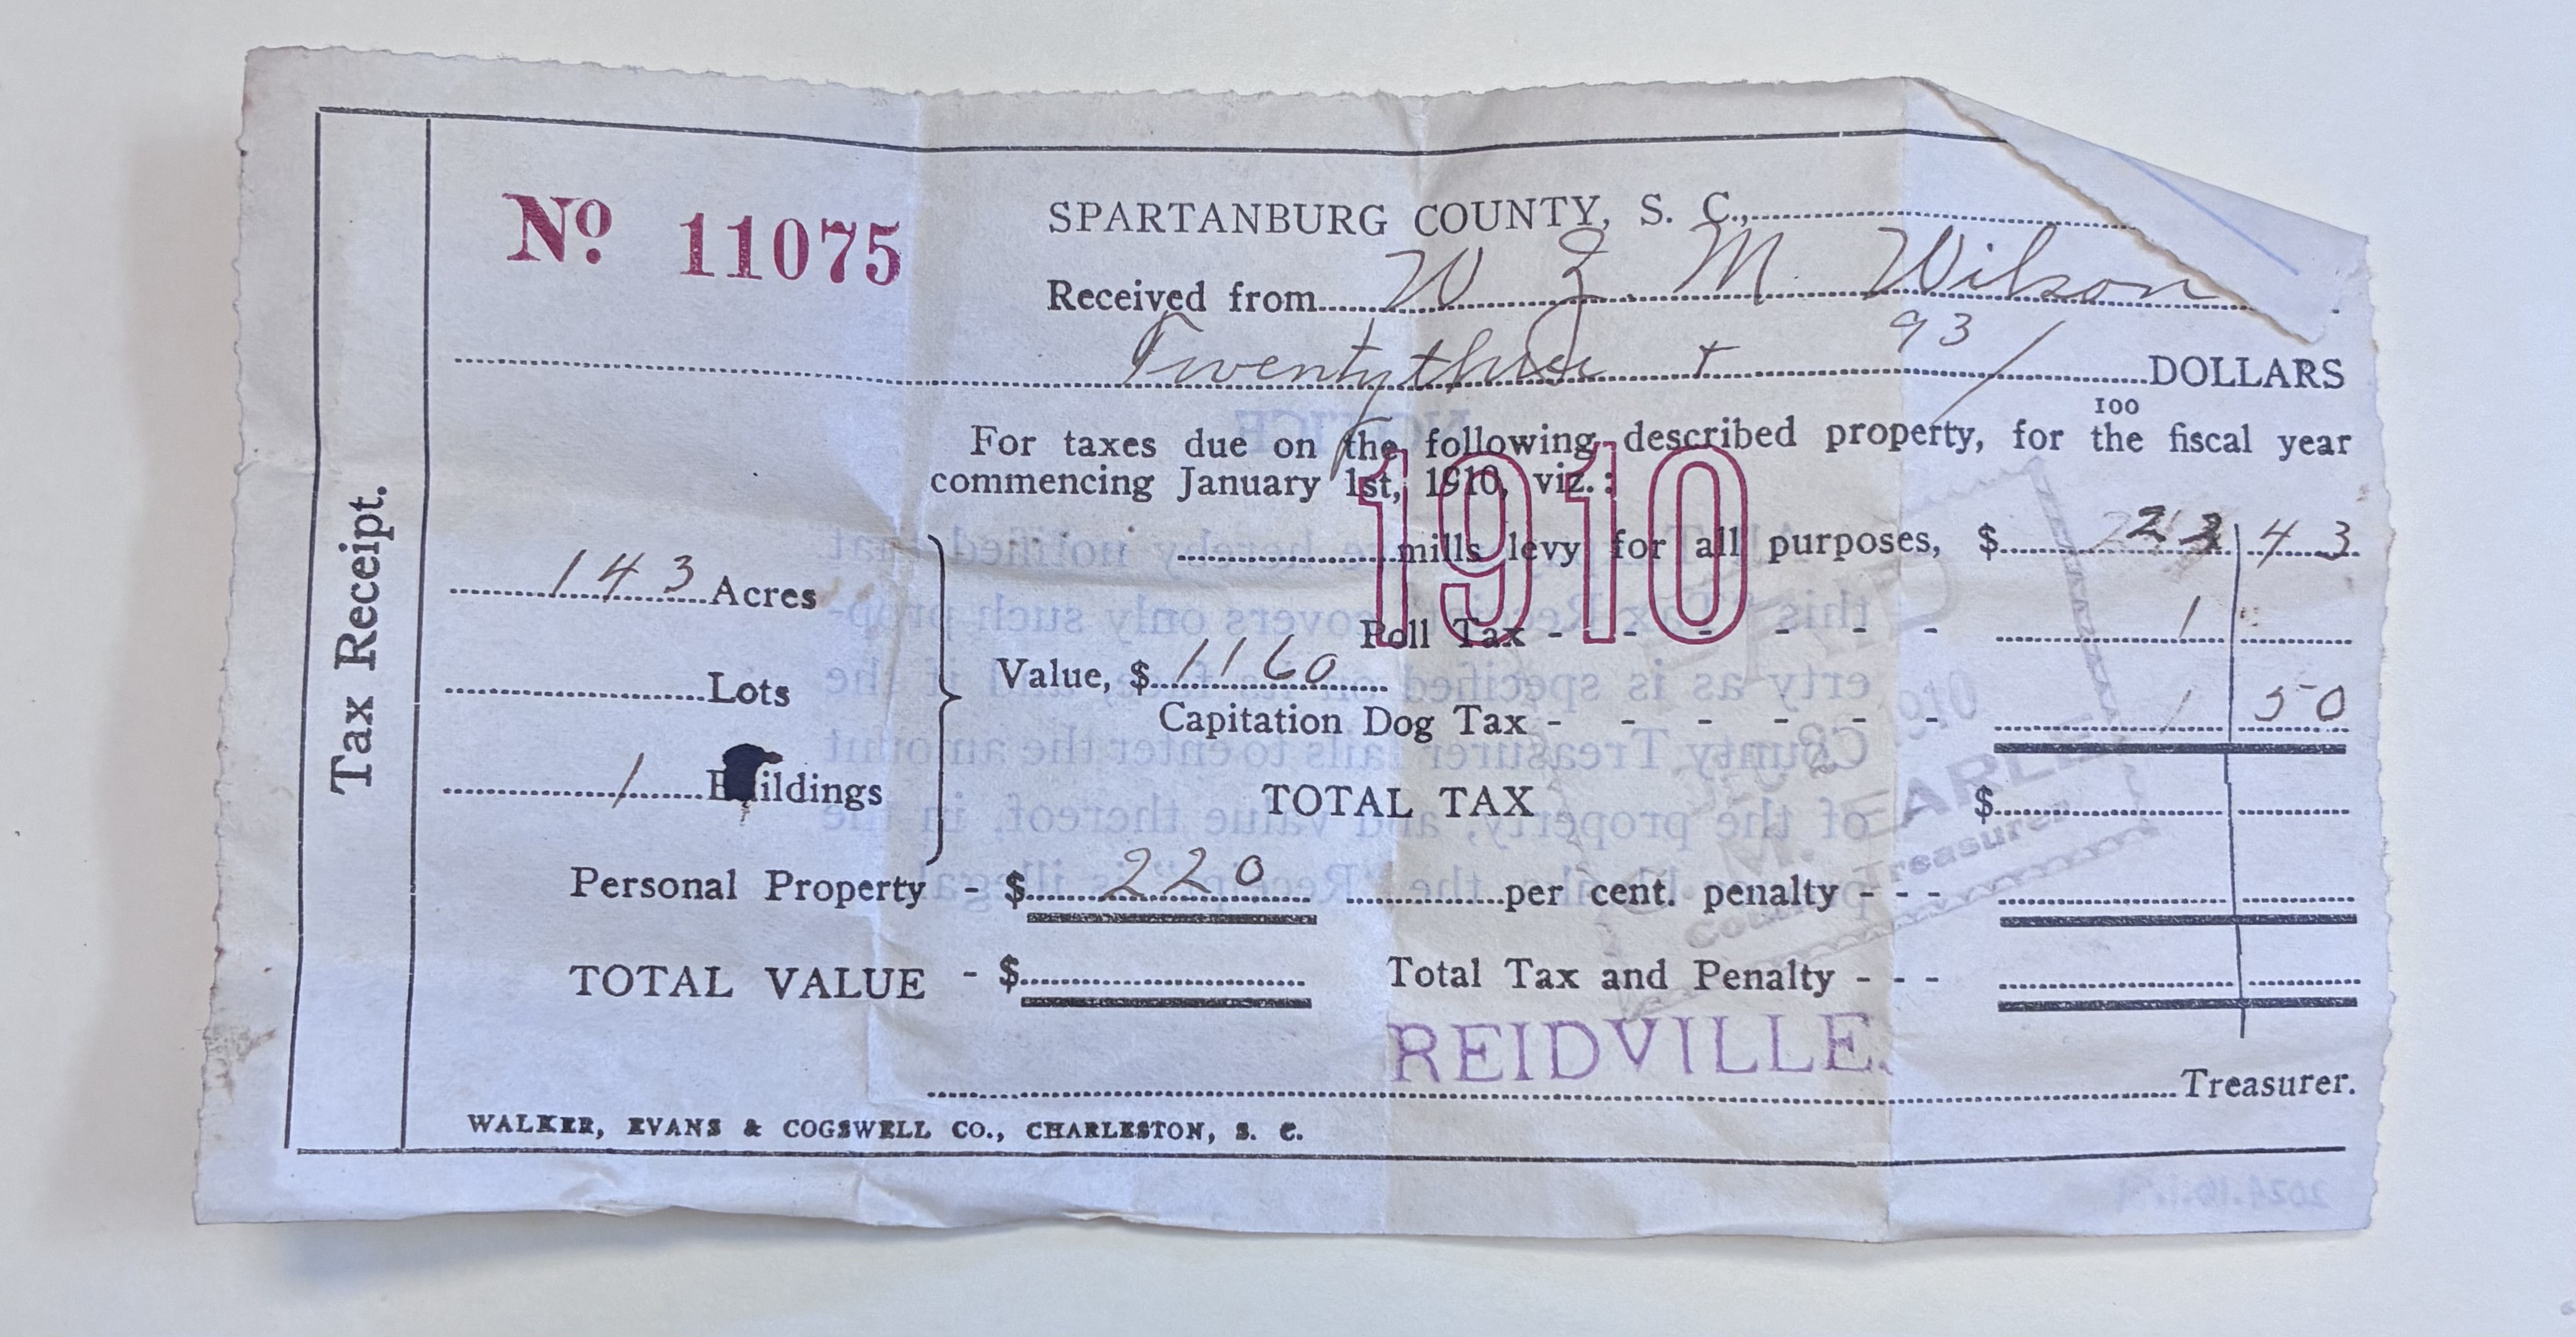 Tax Receipt.
Nº 11075
SPARTANBURG COUNTY, S. C.,
Received from W Z. M. Wilson
Twenty three + 93/100 DOLLARS
For taxes due on the following described property, for the fiscal year
commencing January 1st, 1910, viz.:
1910
mills levy for all purposes, $ 43
143 Acres
Poll Tax - - - - - - 1
Value, $ 1160
Lots
Capitation Dog Tax - - - - - - 1 50
1 Buildings
TOTAL TAX $
Personal Property - $ 220 per cent. penalty - - -
TOTAL VALUE - $ Total Tax and Penalty - - -
REIDVILLE.
Treasurer.
WALKER, EVANS & COGSWELL CO., CHARLESTON, S. C.